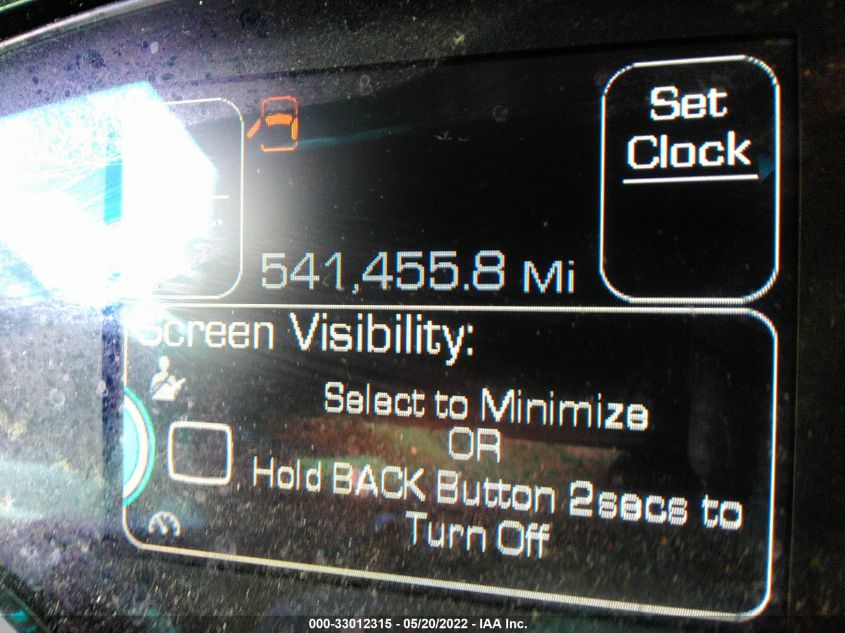 Set
Clock
541,455.8 Mi
Screen Visibility:
Select to Minimize
OR
Hold BACK Button 2secs to
Turn Off
000-33012315 - 05/20/2022 - IAA Inc.